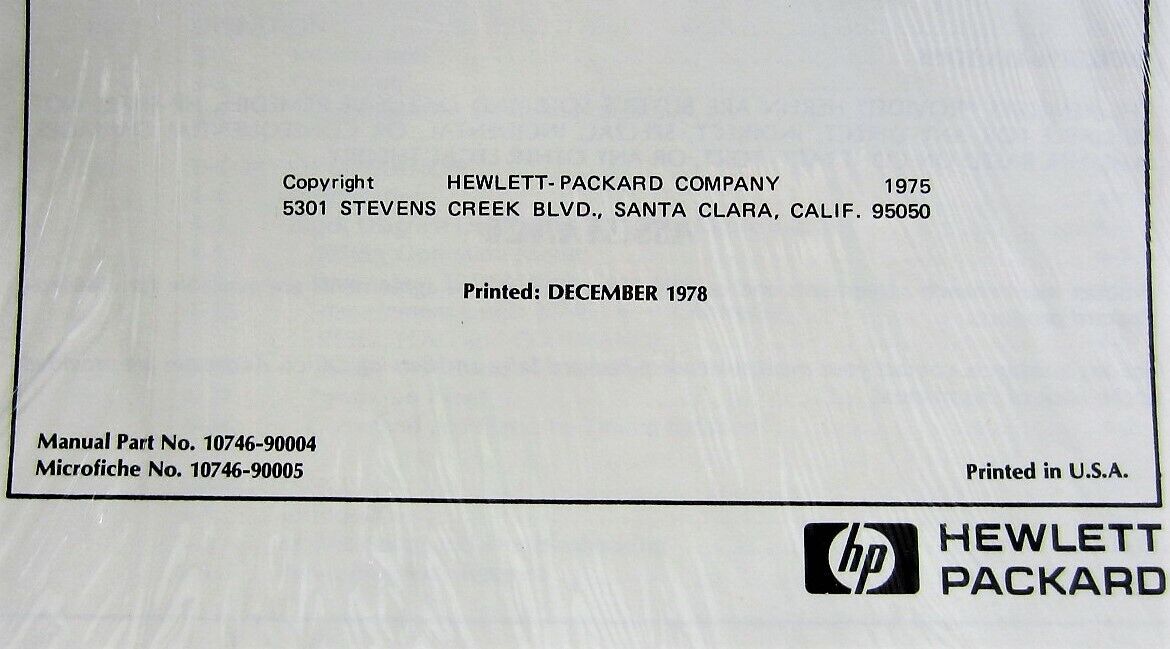 Copyright HEWLETT-PACKARD COMPANY 1975
5301 STEVENS CREEK BLVD., SANTA CLARA, CALIF. 95050
Printed: DECEMBER 1978
Manual Part No. 10746-90004
Microfiche No. 10746-90005
Printed in U.S.A.
hp HEWLETT
PACKARD